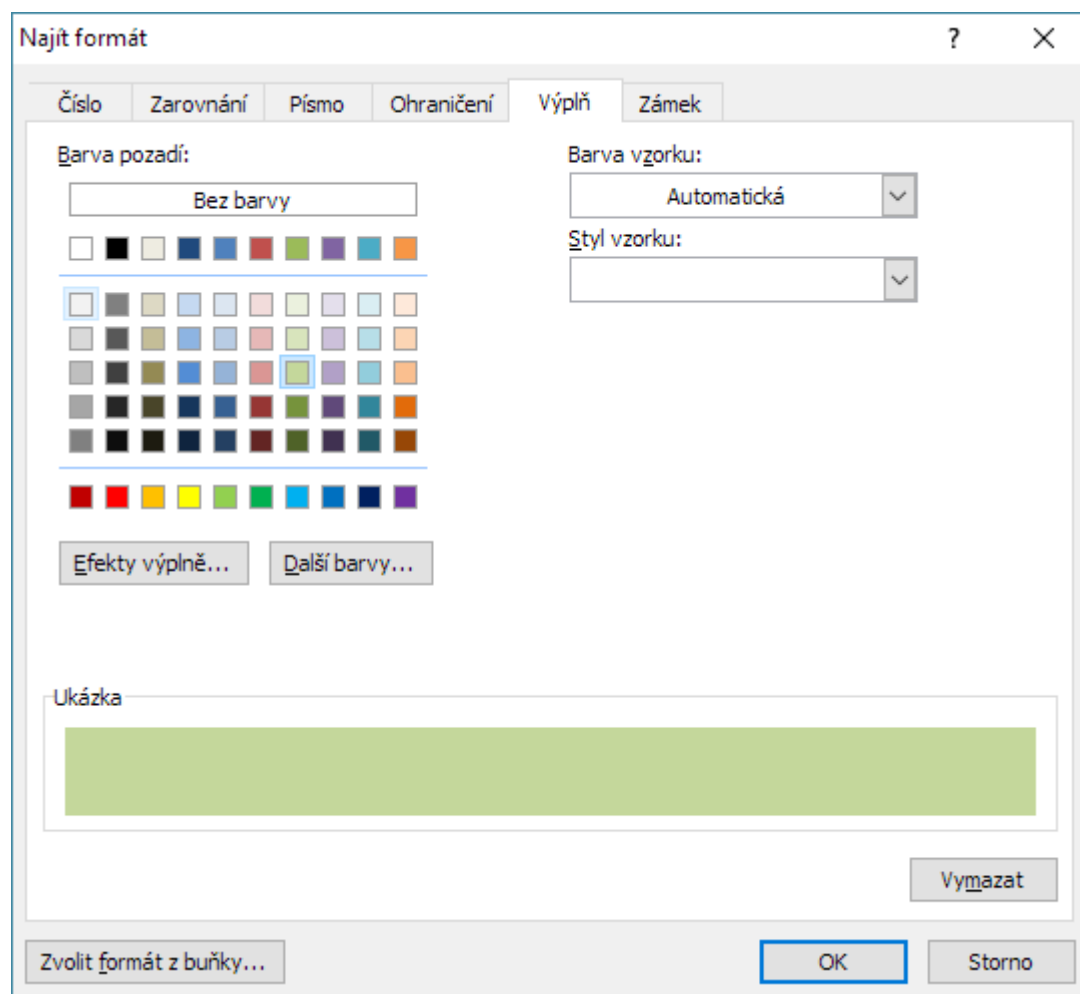 Najít formát ?
Číslo Zarovnání Písmo Ohraničení Výplň Zámek
Barva pozadí:
Bez barvy
Barva vzorku:
Automatická
Styl vzorku:
Efekty výplně... Další barvy...
Ukázka
Vymazat
Zvolit formát z buňky... OK Storno